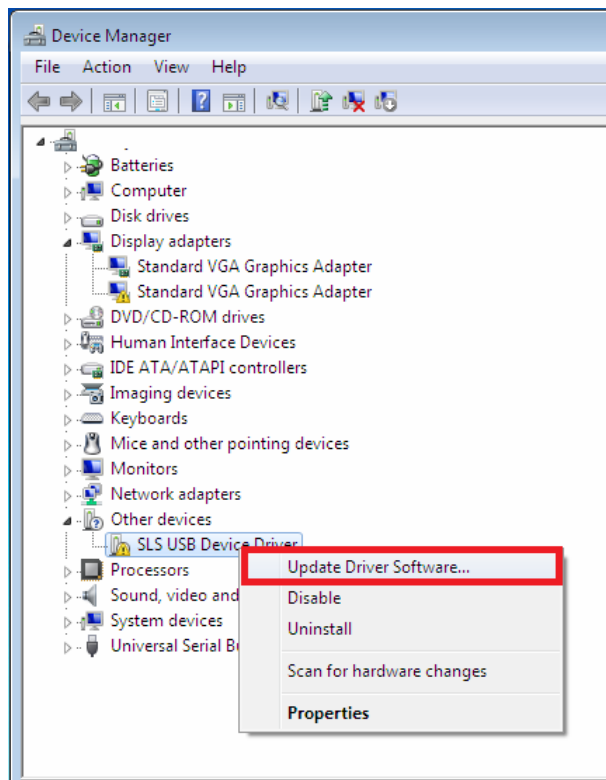 Device Manager
File Action View Help
Batteries
Computer
Disk drives
Display adapters
Standard VGA Graphics Adapter
Standard VGA Graphics Adapter
DVD/CD-ROM drives
Human Interface Devices
IDE ATA/ATAPI controllers
Imaging devices
Keyboards
Mice and other pointing devices
Monitors
Network adapters
Other devices
SLS USB Device Driver
Processors
Sound, video and
System devices
Universal Serial
Update Driver Software...
Disable
Uninstall
Scan for hardware changes
Properties